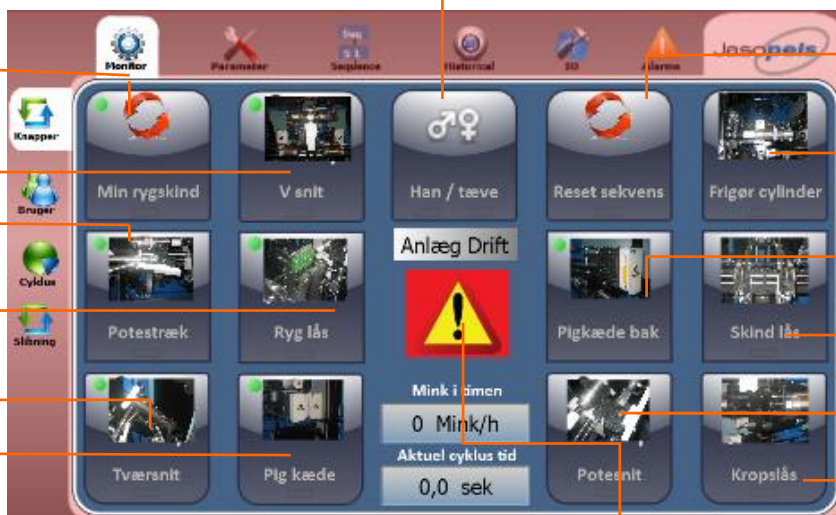 Monitor
Parameter
Sequence
Historical
IO
Alarms
Jasopels
Knapper
Bruger
Cyklus
Slibning
Min rygskind
V snit
Han / tæve
Reset sekvens
Frigør cylinder
Anlæg Drift
Potestræk
Ryg lås
Pigkæde bak
Skind lås
Mink i timen
0 Mink/h
Aktuel cyklus tid
0,0 sek
Tværsnit
Pig kæde
Potesnit
Kropslås